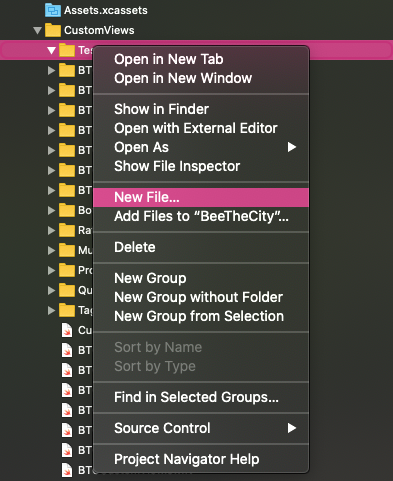 Assets.xcassets
CustomViews
Te
Open in New Tab
Open in New Window
BT
BT
Show in Finder
BT
Open with External Editor
BT
Open As
BT
Show File Inspector
BT
New File...
BT
Add Files to “BeeTheCity”...
Bo
Ra
Delete
Mu
Pro
New Group
Qu
New Group without Folder
Tag
New Group from Selection
Cu
Sort by Name
BT
Sort by Type
BT
BT
Find in Selected Groups...
BT
Source Control
BT
BT
Project Navigator Help
BT